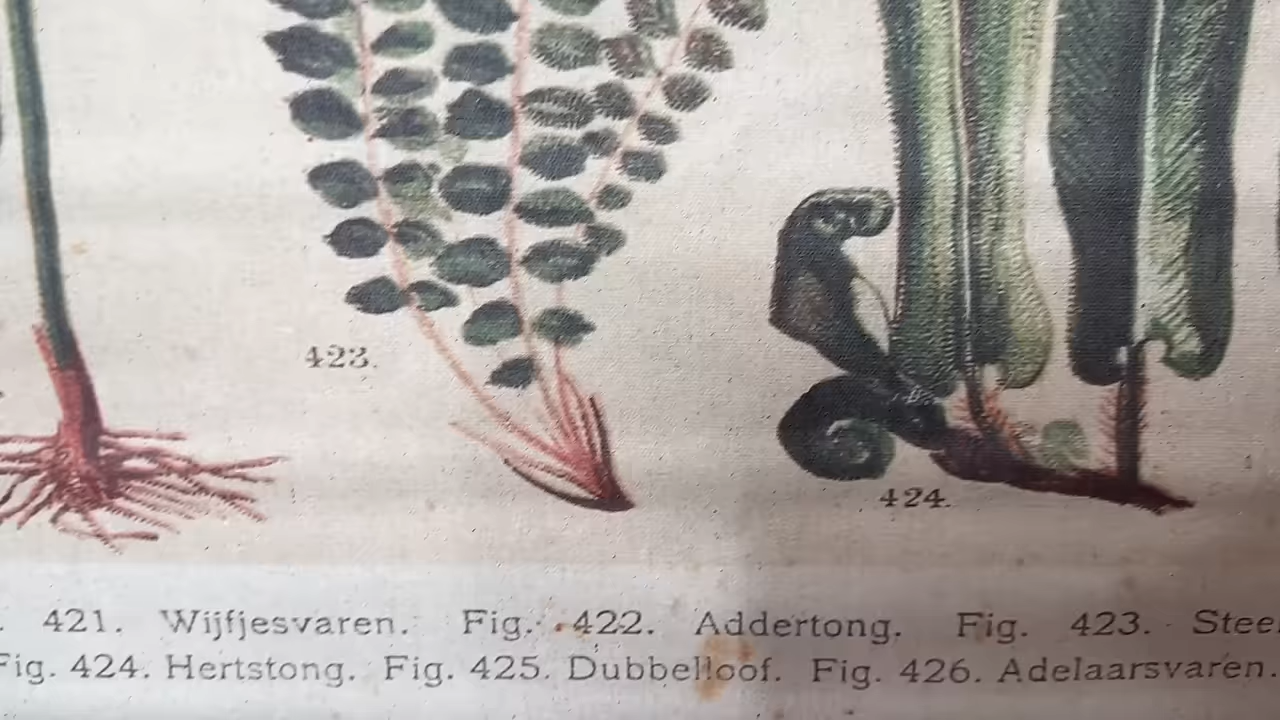 423.
424.
421. Wijfjesvaren. Fig. 422. Addertong. Fig. 423.
Fig. 424. Hertstong. Fig. 425. Dubbelloof. Fig. 426. Adelaarsvaren.